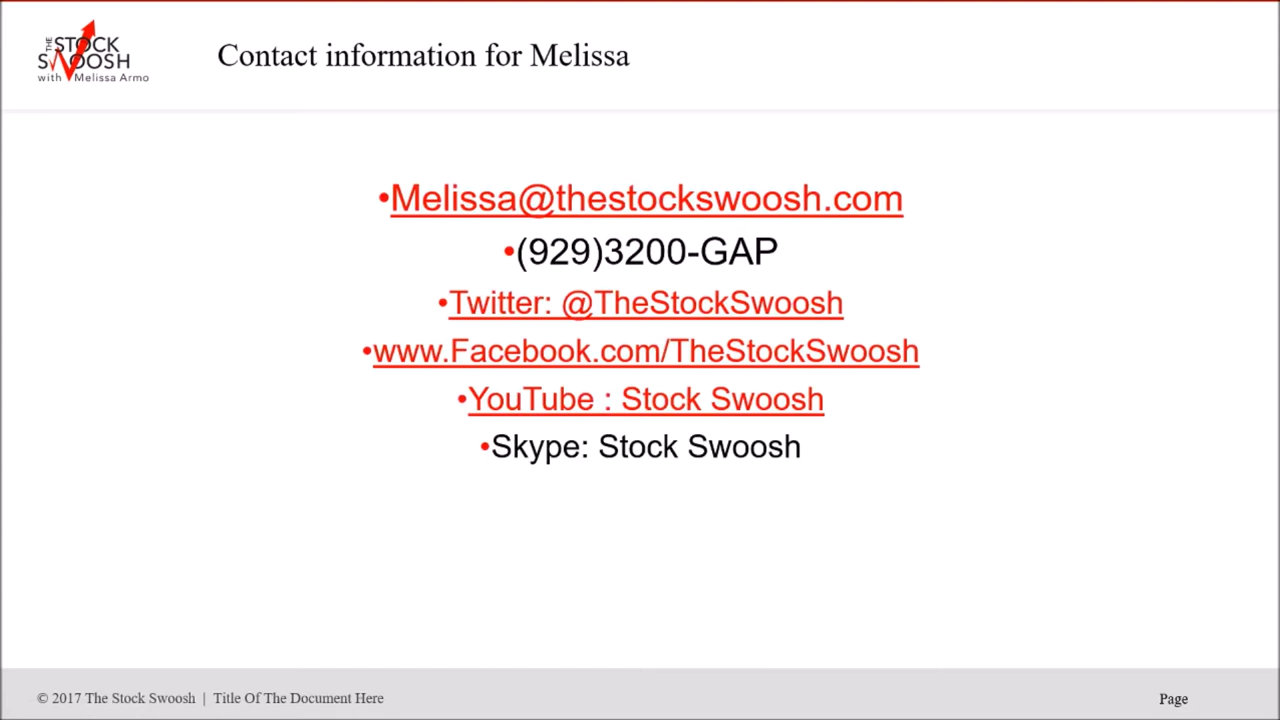 THE STOCK
SWOOSH
with Melissa Armo
Contact information for Melissa
•Melissa@thestockswoosh.com
•(929)3200-GAP
•Twitter: @TheStockSwoosh
•www.Facebook.com/TheStockSwoosh
•YouTube : Stock Swoosh
•Skype: Stock Swoosh
© 2017 The Stock Swoosh | Title Of The Document Here
Page